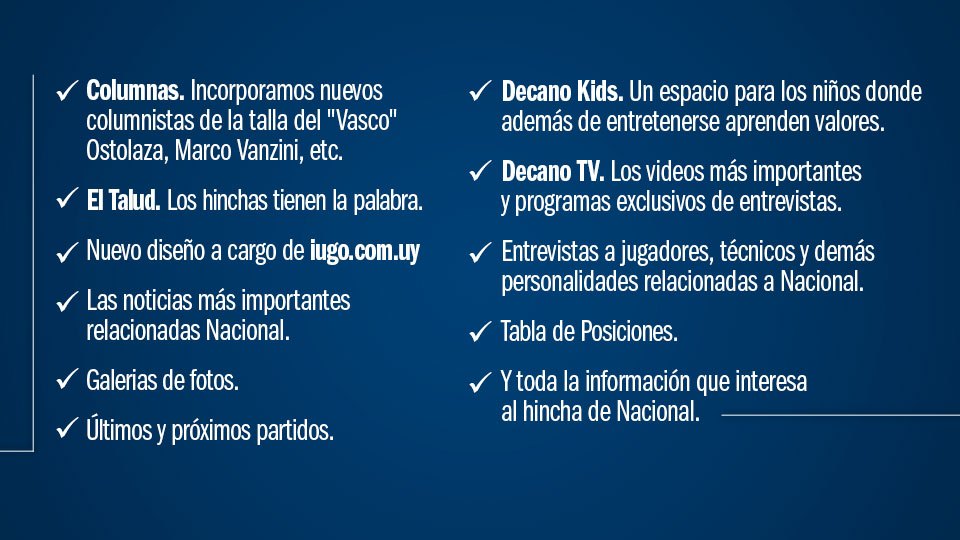 Columnas. Incorporamos nuevos
columnistas de la talla del "Vasco"
Ostolaza, Marco Vanzini, etc.
El Talud. Los hinchas tienen la palabra.
Nuevo diseño a cargo de iugo.com.uy
Las noticias más importantes
relacionadas Nacional.
Galerias de fotos.
Últimos y próximos partidos.
Decano Kids. Un espacio para los niños donde
además de entretenerse aprenden valores.
Decano TV. Los videos más importantes
y programas exclusivos de entrevistas.
Entrevistas a jugadores, técnicos y demás
personalidades relacionadas a Nacional.
Tabla de Posiciones.
Y toda la información que interesa
al hincha de Nacional.